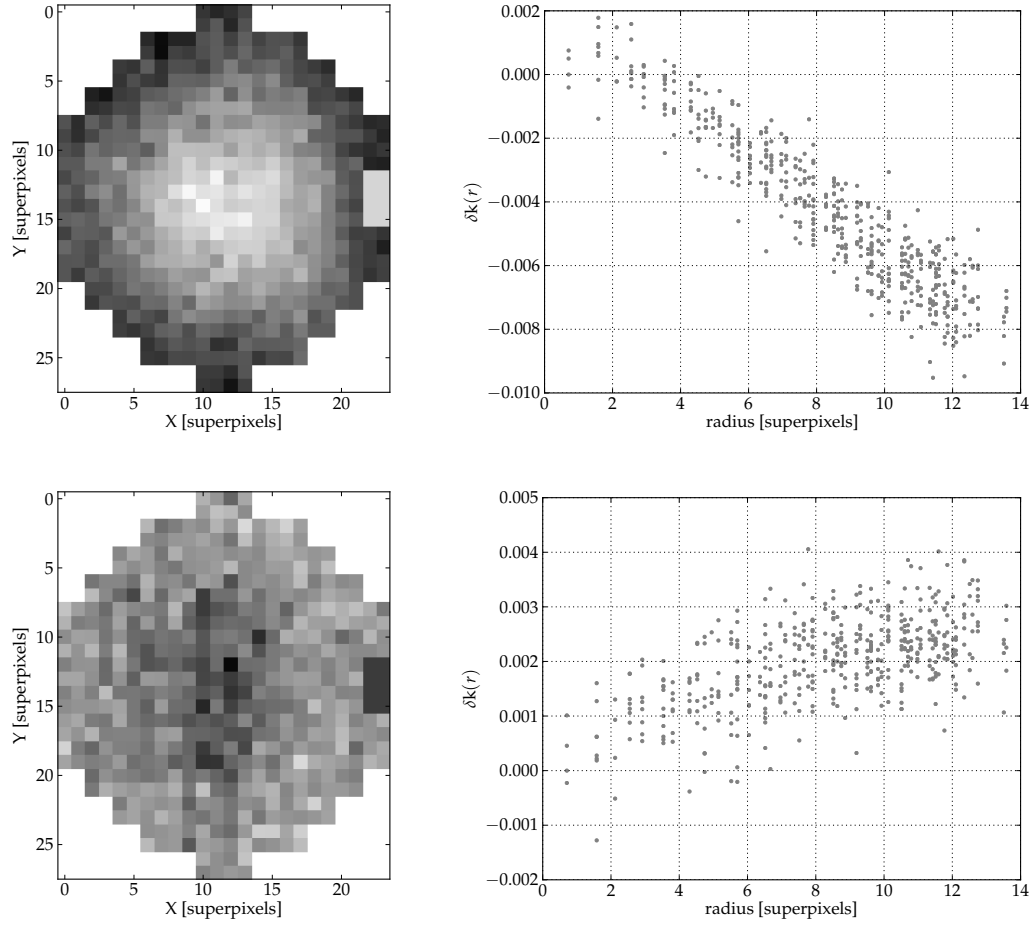 0
5
10
15
20
25
Y [superpixels]
0 5 10 15 20
X [superpixels]
0.002
0.000
−0.002
−0.004
−0.006
−0.008
−0.010
δk(r)
0 2 4 6 8 10 12 14
radius [superpixels]
0
5
10
15
20
25
Y [superpixels]
0 5 10 15 20
X [superpixels]
0.005
0.004
0.003
0.002
0.001
0.000
−0.001
−0.002
δk(r)
0 2 4 6 8 10 12 14
radius [superpixels]